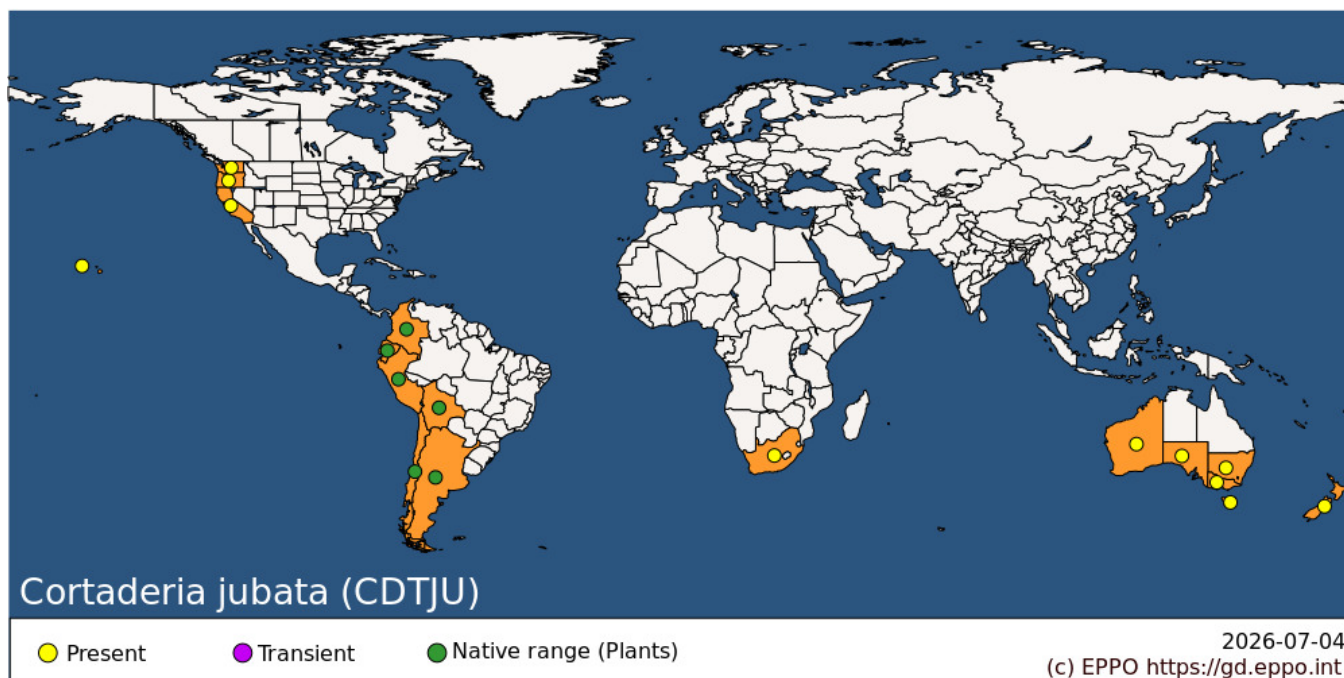 Cortaderia jubata (CDTJU)
Present
Transient
Native range (Plants)
2026-07-04
(c) EPPO https://gd.eppo.int